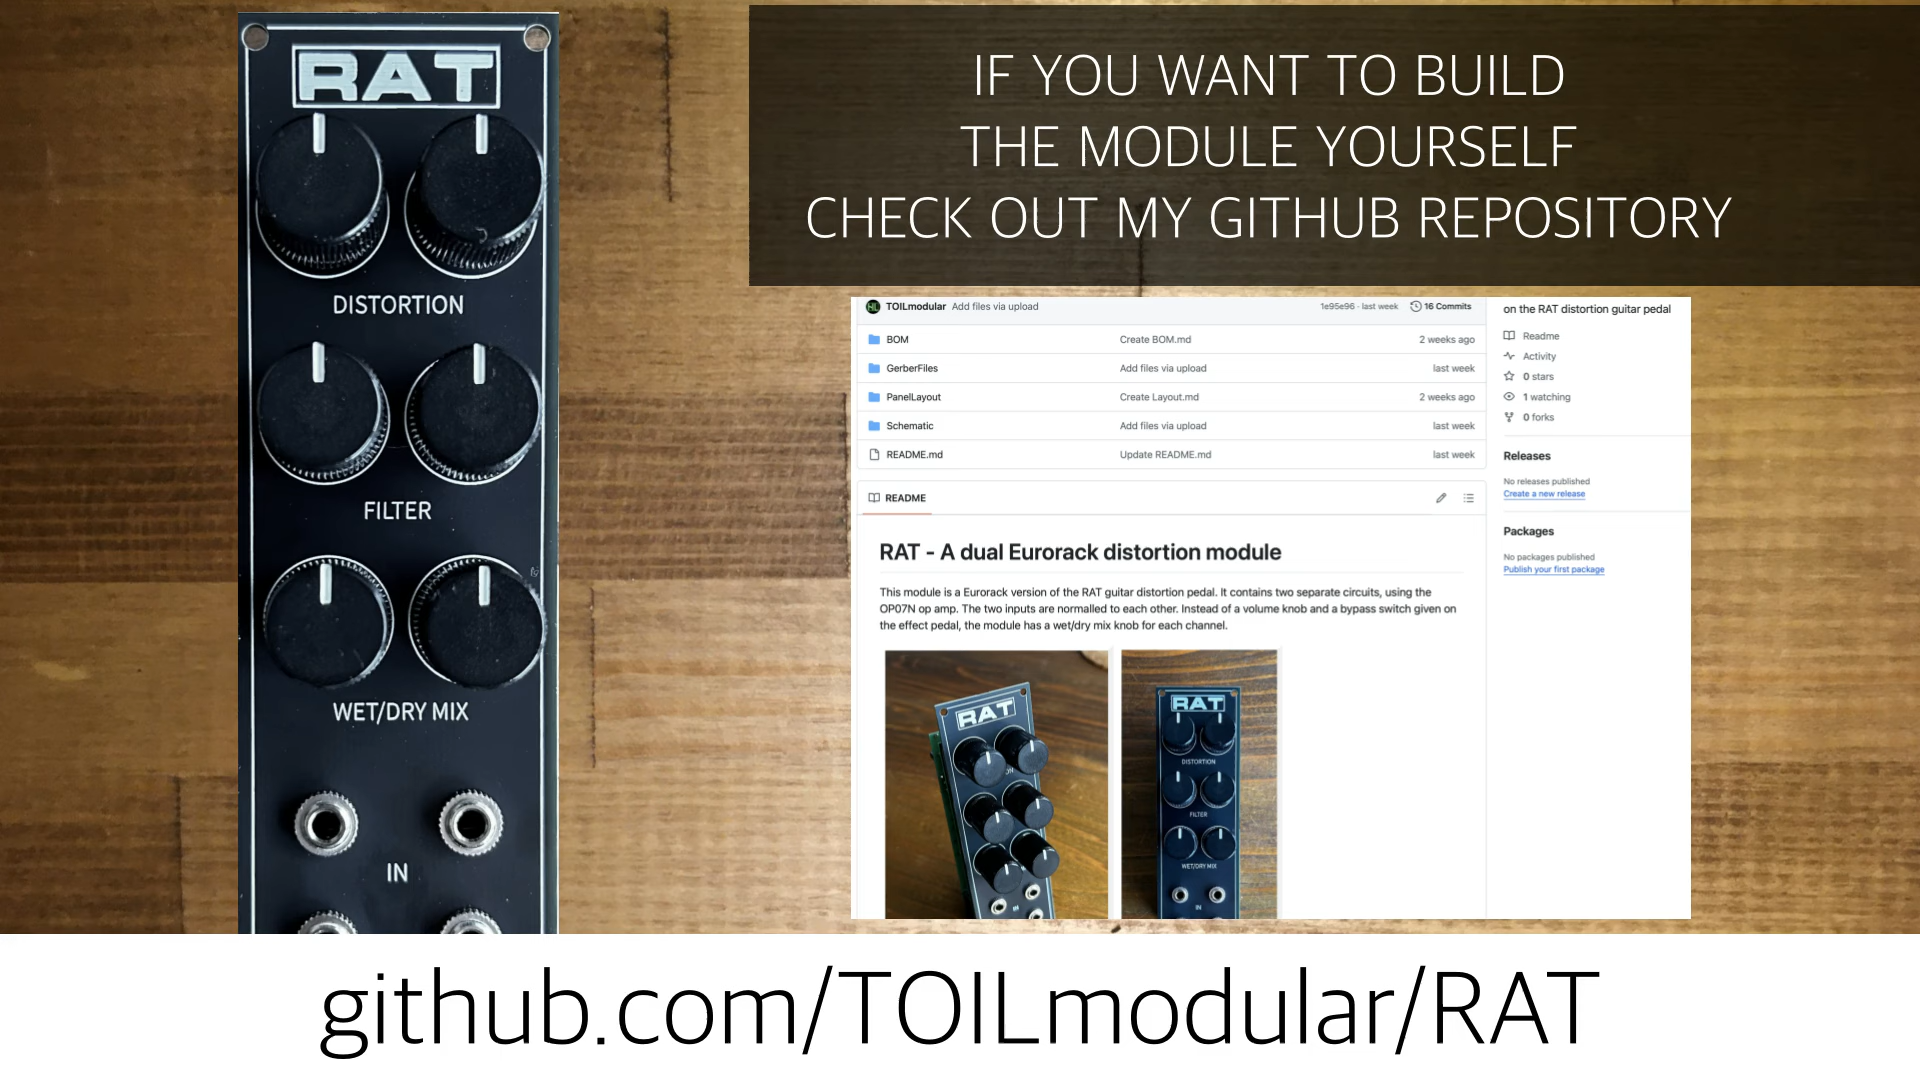 RAT
DISTORTION
FILTER
WET/DRY MIX
IN
IF YOU WANT TO BUILD
THE MODULE YOURSELF
CHECK OUT MY GITHUB REPOSITORY
TOILmodular Add files via upload 1e95e96 · last week 16 Commits
BOM Create BOM.md 2 weeks ago
GerberFiles Add files via upload last week
PanelLayout Create Layout.md 2 weeks ago
Schematic Add files via upload last week
README.md Update README.md last week
README
RAT - A dual Eurorack distortion module
This module is a Eurorack version of the RAT guitar distortion pedal. It contains two separate circuits, using the
OP07N op amp. The two inputs are normalled to each other. Instead of a volume knob and a bypass switch given on
the effect pedal, the module has a wet/dry mix knob for each channel.
RAT
IN
RAT
DISTORTION
FILTER
WET/DRY MIX
IN
on the RAT distortion guitar pedal
Readme
Activity
0 stars
1 watching
0 forks
Releases
No releases published
Create a new release
Packages
No packages published
Publish your first package
github.com/TOILmodular/RAT